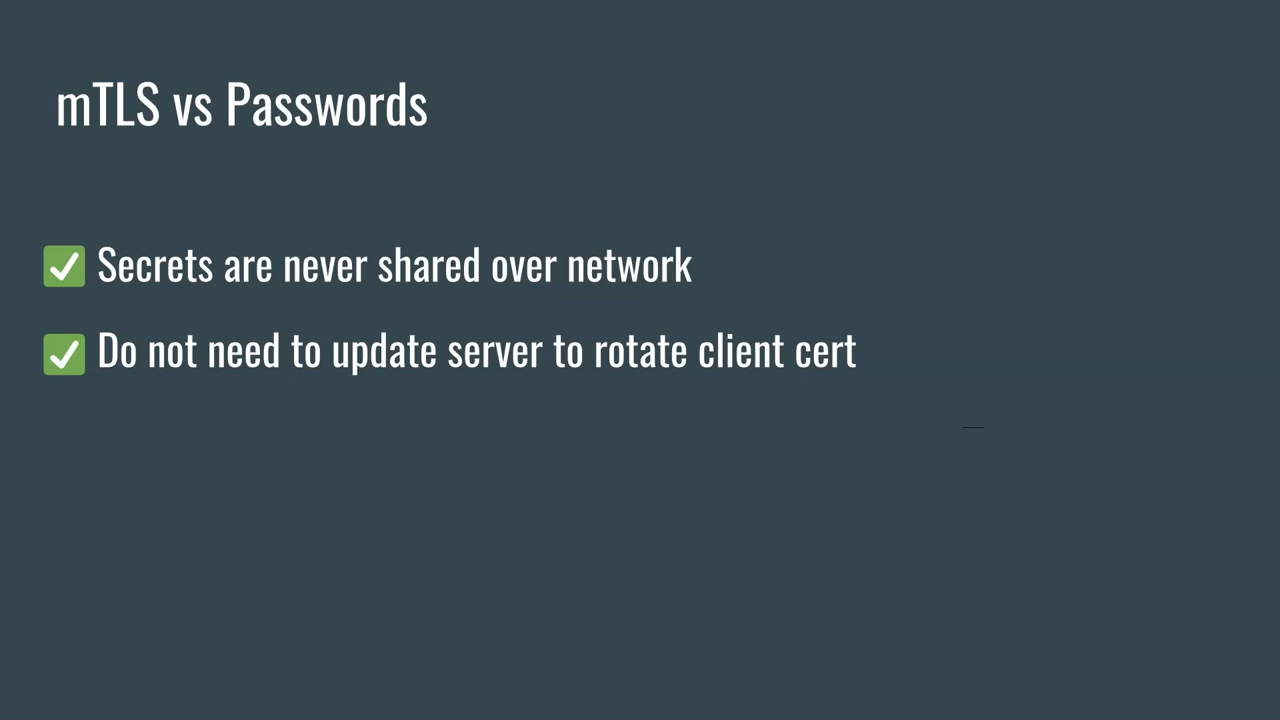 mTLS vs Passwords
✅ Secrets are never shared over network
✅ Do not need to update server to rotate client cert